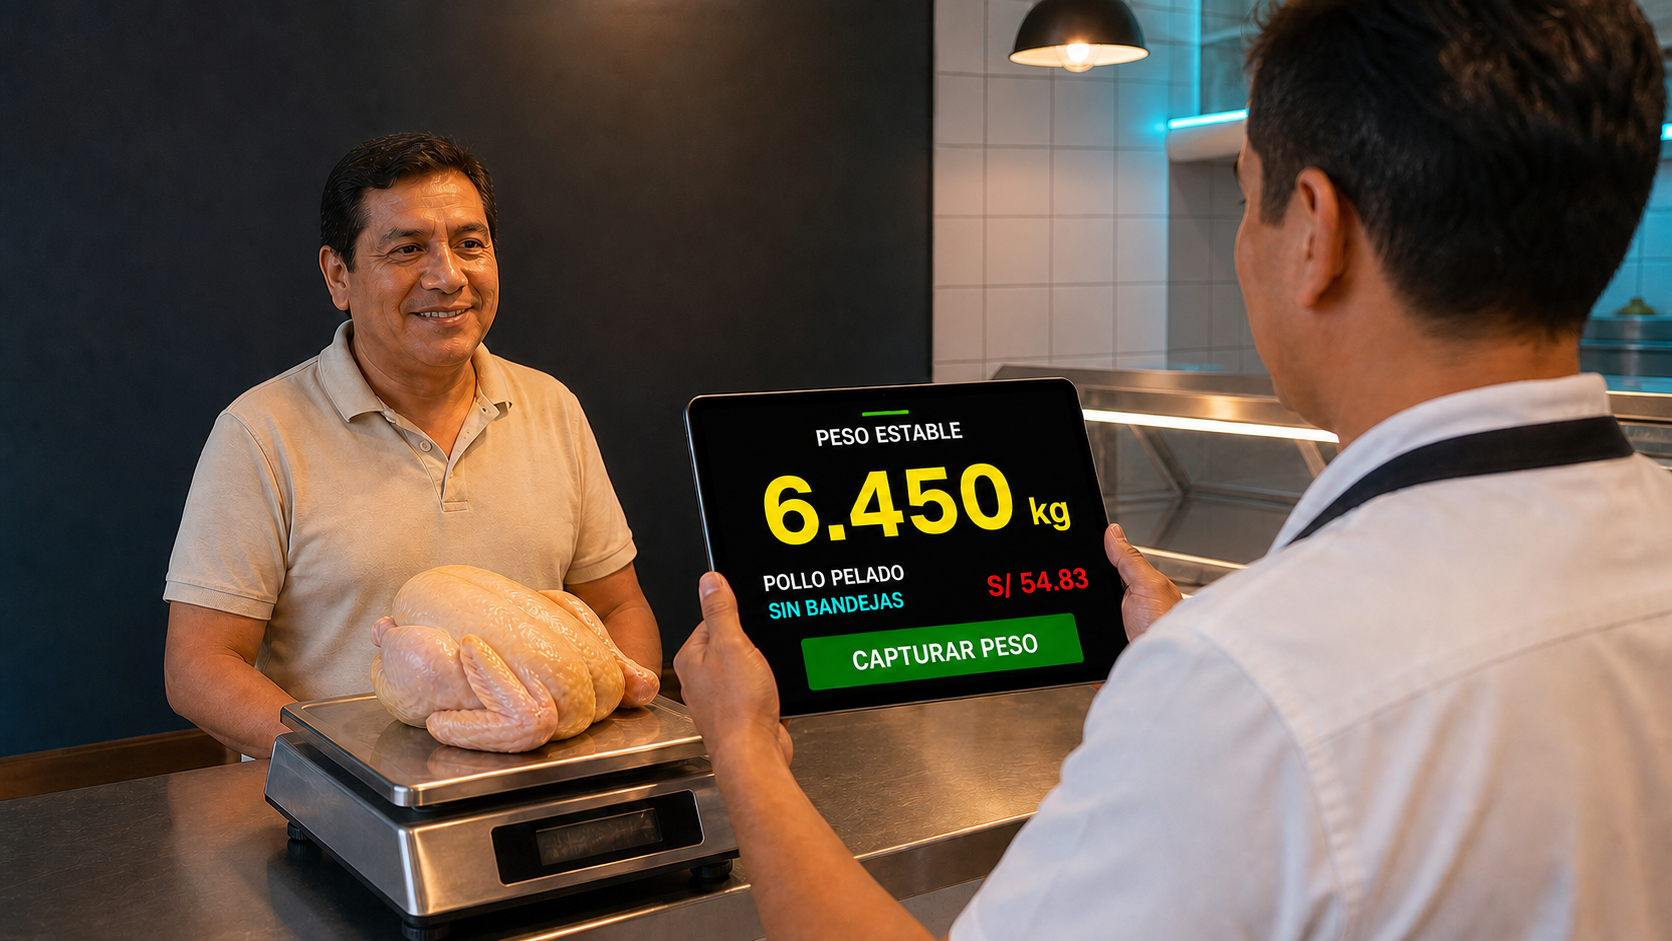 PESO ESTABLE
6.450 kg
POLLO PELADO
SIN BANDEJAS
S/ 54.83
CAPTURAR PESO